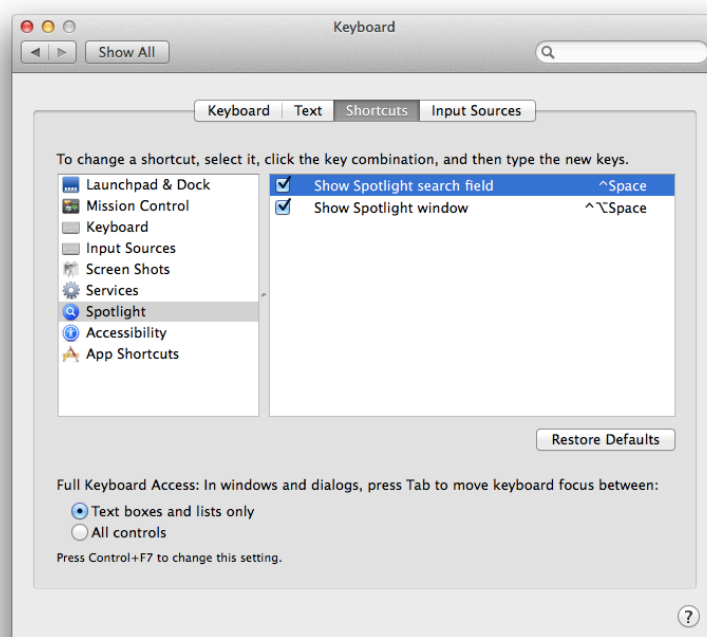 Keyboard
Show All
Keyboard Text Shortcuts Input Sources
To change a shortcut, select it, click the key combination, and then type the new keys.
Launchpad & Dock
Mission Control
Keyboard
Input Sources
Screen Shots
Services
Spotlight
Accessibility
App Shortcuts
Show Spotlight search field ^Space
Show Spotlight window ^⌥Space
Restore Defaults
Full Keyboard Access: In windows and dialogs, press Tab to move keyboard focus between:
Text boxes and lists only
All controls
Press Control+F7 to change this setting.
?